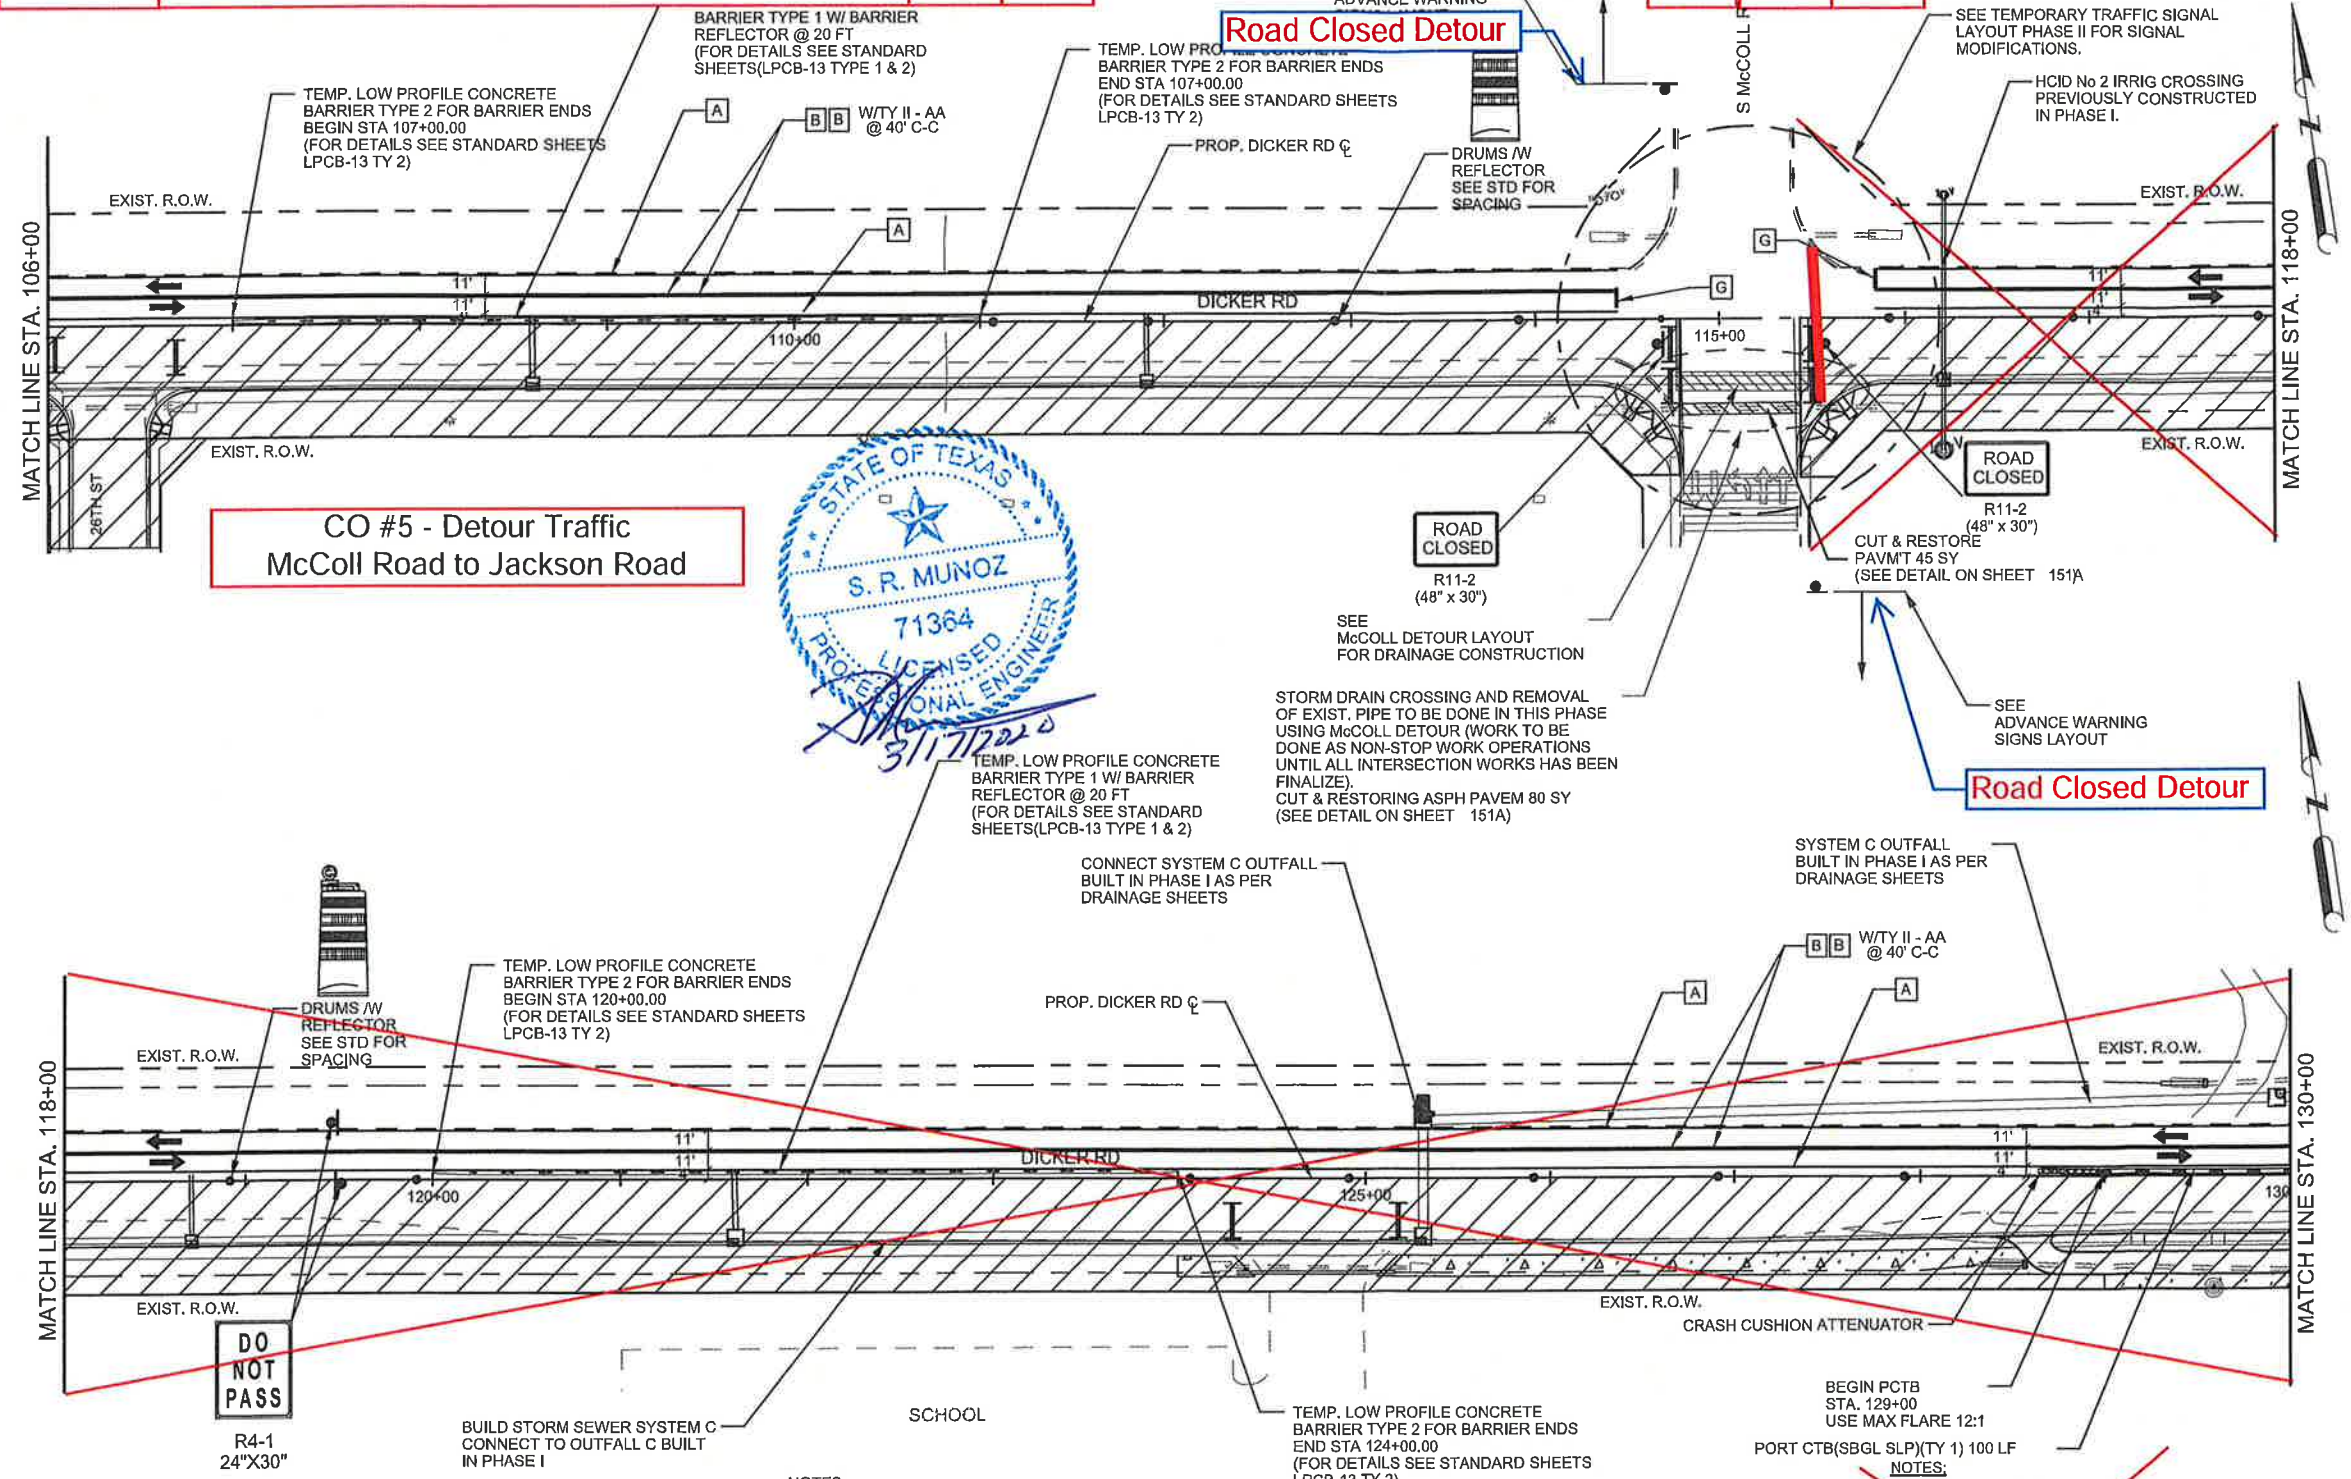 BARRIER TYPE 1 W/ BARRIER
REFLECTOR @ 20 FT
(FOR DETAILS SEE STANDARD
SHEETS(LPCB-13 TYPE 1 & 2)
ADVANCE WARNING
Road Closed Detour
S McCOLL
SEE TEMPORARY TRAFFIC SIGNAL
LAYOUT PHASE II FOR SIGNAL
MODIFICATIONS.
TEMP. LOW PROFILE CONCRETE
BARRIER TYPE 2 FOR BARRIER ENDS
END STA 107+00.00
(FOR DETAILS SEE STANDARD SHEETS
LPCB-13 TY 2)
HCID No 2 IRRIG CROSSING
PREVIOUSLY CONSTRUCTED
IN PHASE I.
TEMP. LOW PROFILE CONCRETE
BARRIER TYPE 2 FOR BARRIER ENDS
BEGIN STA 107+00.00
(FOR DETAILS SEE STANDARD SHEETS
LPCB-13 TY 2)
A
B B W/TY II - AA
@ 40' C-C
PROP. DICKER RD ℄
DRUMS /W
REFLECTOR
SEE STD FOR
SPACING
EXIST. R.O.W.
EXIST. R.O.W.
MATCH LINE STA. 106+00
MATCH LINE STA. 118+00
A
G
G
11'
11'
DICKER RD
11'
11'
4'
110+00
115+00
EXIST. R.O.W.
EXIST. R.O.W.
26TH ST
ROAD
CLOSED
R11-2
(48" x 30")
ROAD
CLOSED
R11-2
(48" x 30")
CO #5 - Detour Traffic
McColl Road to Jackson Road
STATE OF TEXAS
S. R. MUNOZ
71364
LICENSED
PROFESSIONAL ENGINEER
3/17/2020
CUT & RESTORE
PAVM'T 45 SY
(SEE DETAIL ON SHEET 151)A
SEE
McCOLL DETOUR LAYOUT
FOR DRAINAGE CONSTRUCTION
STORM DRAIN CROSSING AND REMOVAL
OF EXIST. PIPE TO BE DONE IN THIS PHASE
USING McCOLL DETOUR (WORK TO BE
DONE AS NON-STOP WORK OPERATIONS
UNTIL ALL INTERSECTION WORKS HAS BEEN
FINALIZE).
CUT & RESTORING ASPH PAVEM 80 SY
(SEE DETAIL ON SHEET 151A)
SEE
ADVANCE WARNING
SIGNS LAYOUT
Road Closed Detour
TEMP. LOW PROFILE CONCRETE
BARRIER TYPE 1 W/ BARRIER
REFLECTOR @ 20 FT
(FOR DETAILS SEE STANDARD
SHEETS(LPCB-13 TYPE 1 & 2)
CONNECT SYSTEM C OUTFALL
BUILT IN PHASE I AS PER
DRAINAGE SHEETS
SYSTEM C OUTFALL
BUILT IN PHASE I AS PER
DRAINAGE SHEETS
DRUMS /W
REFLECTOR
SEE STD FOR
SPACING
TEMP. LOW PROFILE CONCRETE
BARRIER TYPE 2 FOR BARRIER ENDS
BEGIN STA 120+00.00
(FOR DETAILS SEE STANDARD SHEETS
LPCB-13 TY 2)
PROP. DICKER RD ℄
A
B B W/TY II - AA
@ 40' C-C
A
EXIST. R.O.W.
EXIST. R.O.W.
MATCH LINE STA. 118+00
MATCH LINE STA. 130+00
11'
11'
4'
DICKER RD
11'
11'
4'
120+00
125+00
130
EXIST. R.O.W.
EXIST. R.O.W.
DO
NOT
PASS
R4-1
24"X30"
BUILD STORM SEWER SYSTEM C
CONNECT TO OUTFALL C BUILT
IN PHASE I
SCHOOL
CRASH CUSHION ATTENUATOR
TEMP. LOW PROFILE CONCRETE
BARRIER TYPE 2 FOR BARRIER ENDS
END STA 124+00.00
(FOR DETAILS SEE STANDARD SHEETS
LPCB-13 TY 2)
BEGIN PCTB
STA. 129+00
USE MAX FLARE 12:1
PORT CTB(SBGL SLP)(TY 1) 100 LF
NOTES:
NOTES